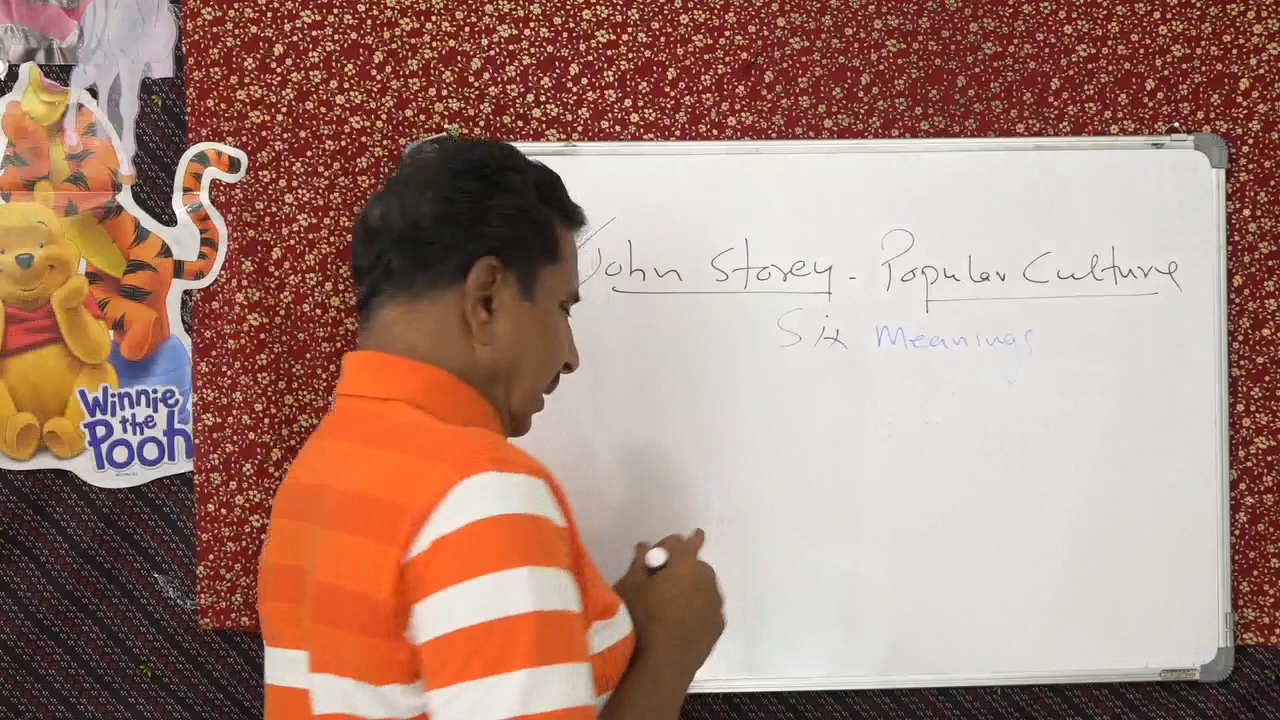 John Storey - Popular Culture
Six Meanings
Winnie
the
Pooh